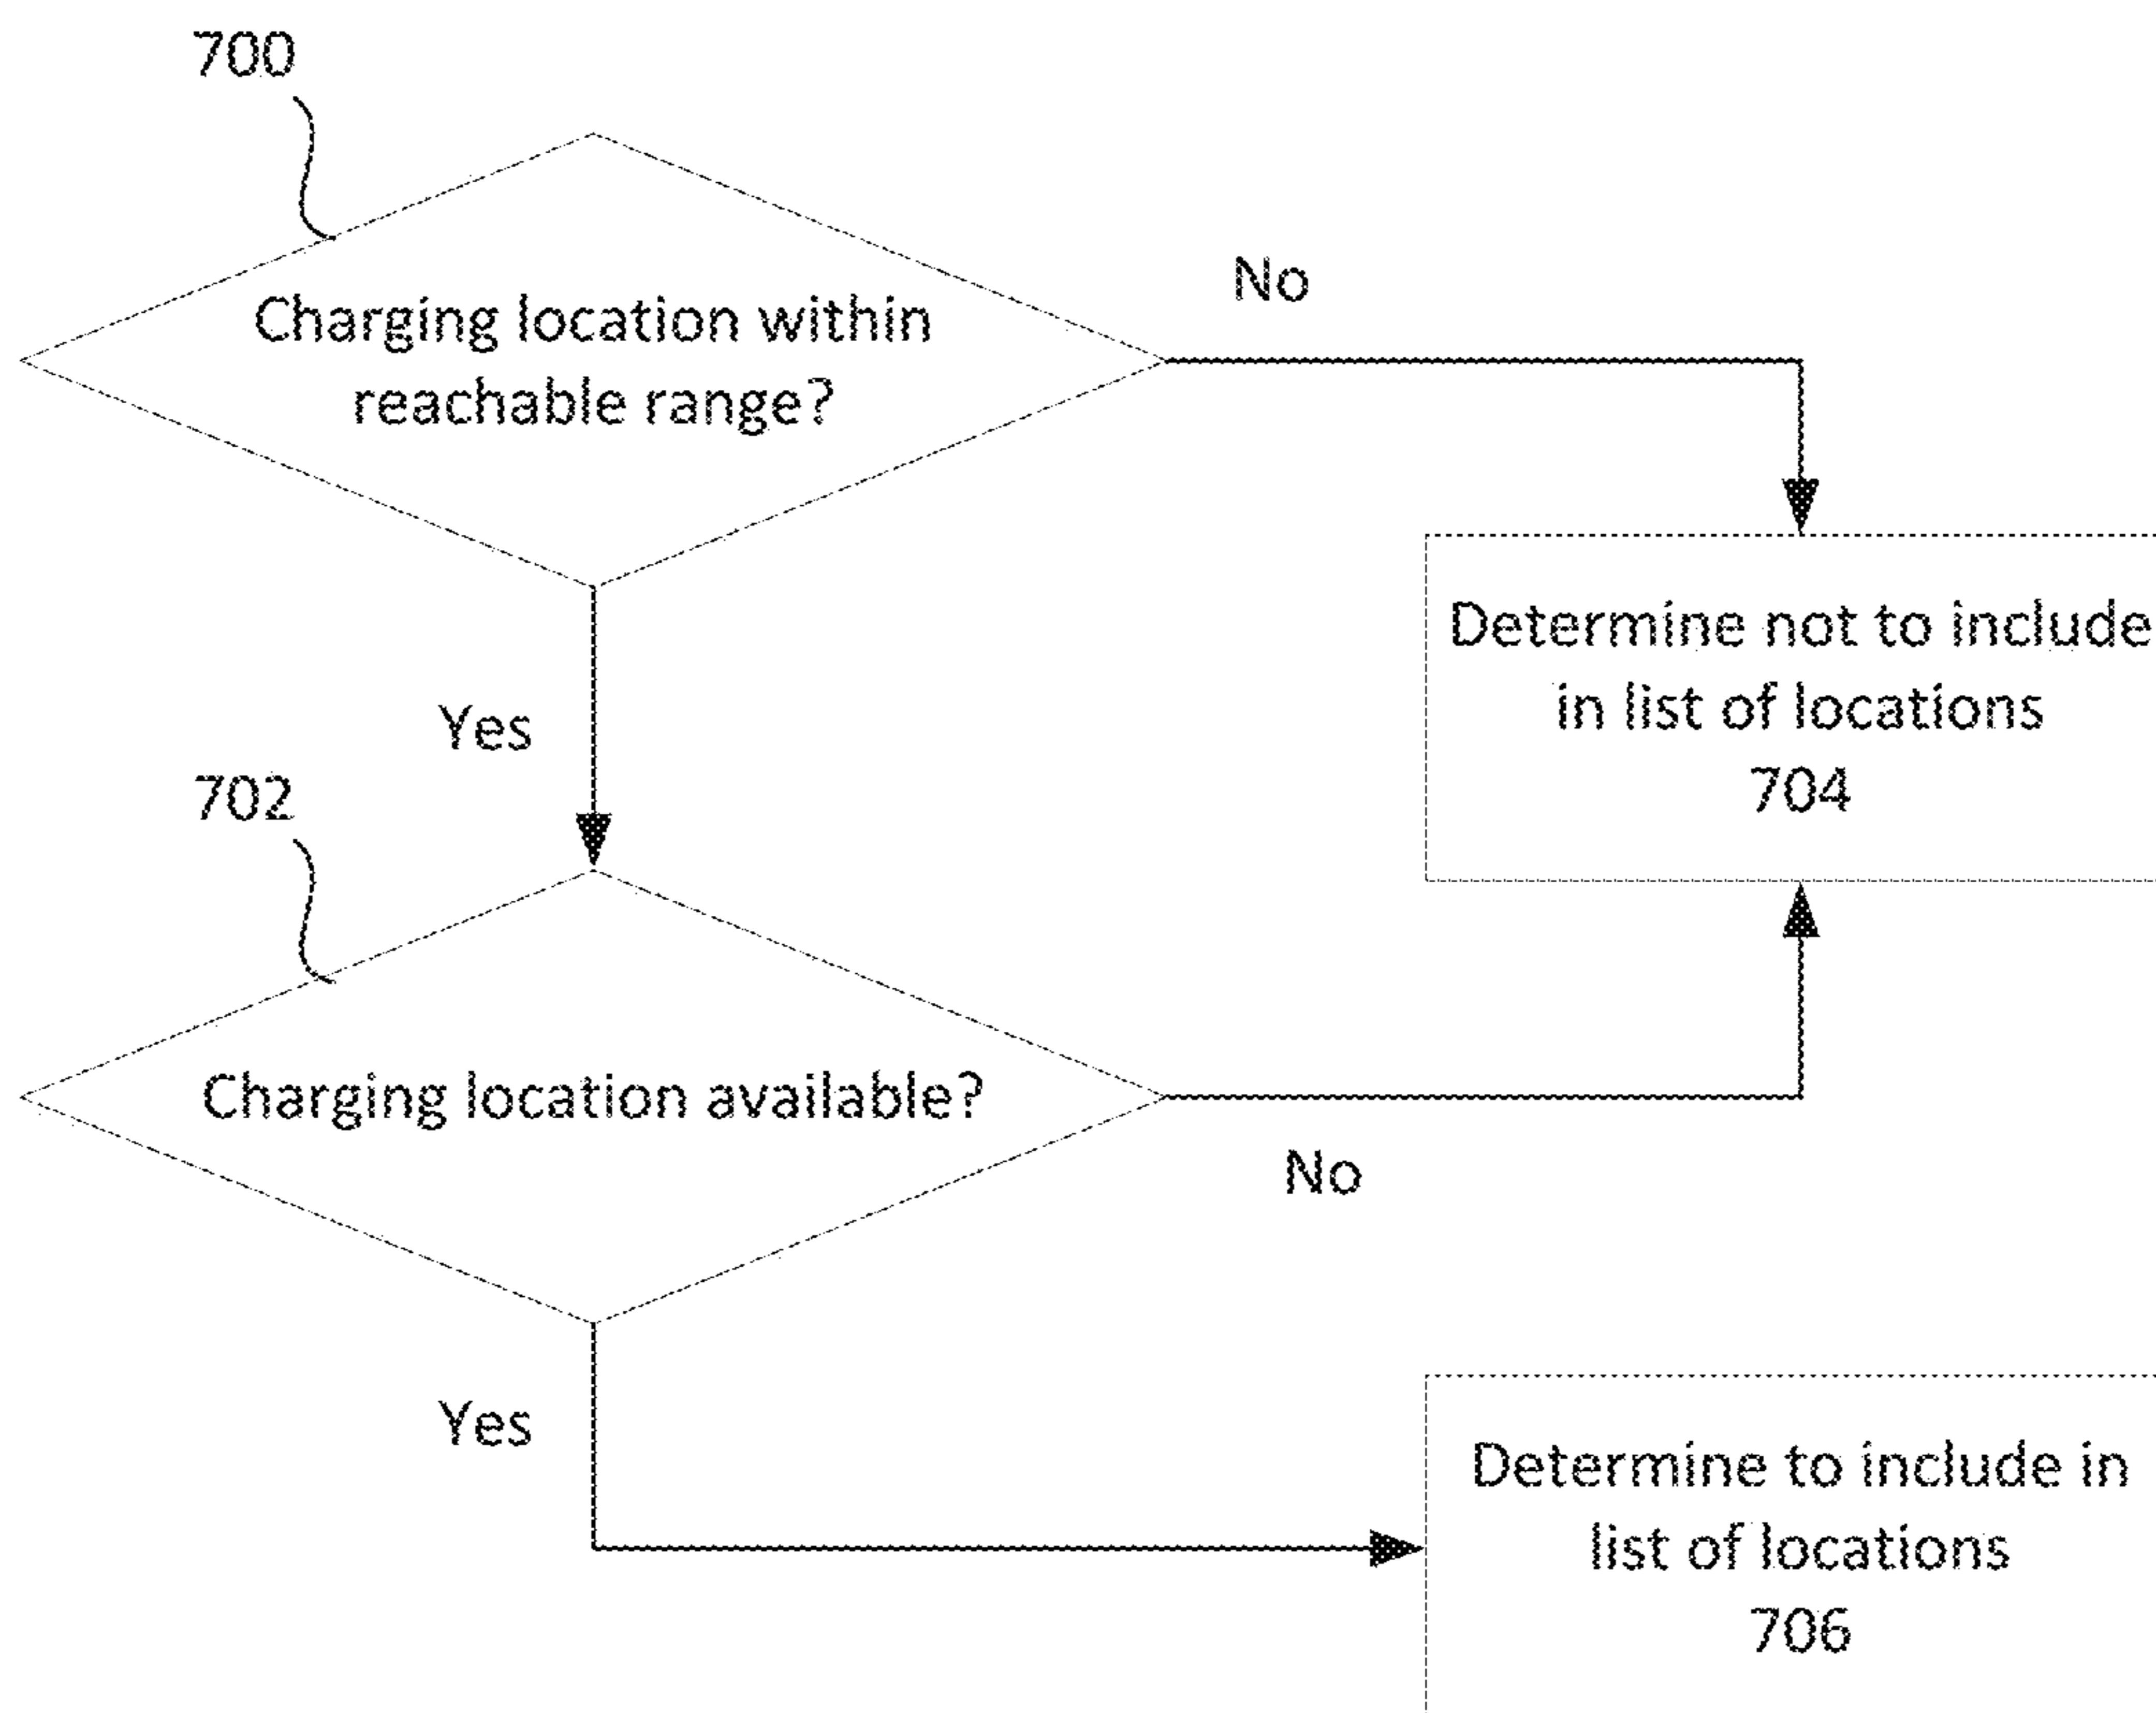 700
Charging location within
reachable range?
No
Yes
Determine not to include
in list of locations
704
702
Charging location available?
No
Yes
Determine to include in
list of locations
706